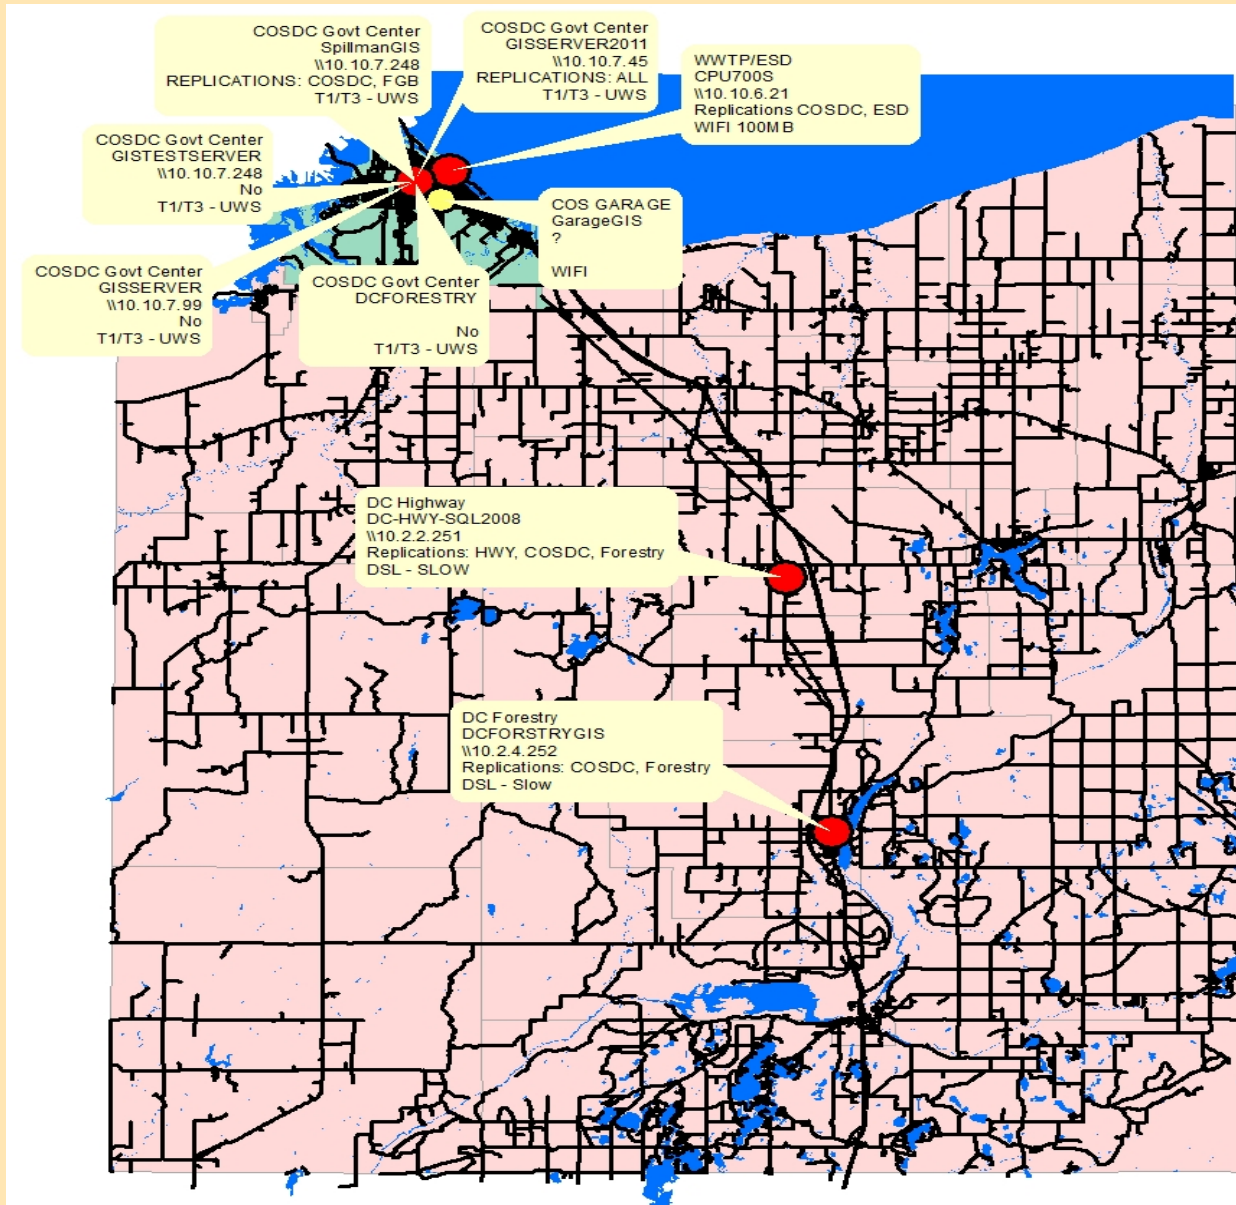 COSDC Govt Center
SpillmanGIS
\\10.10.7.248
REPLICATIONS: COSDC, FGB
T1/T3 - UWS
COSDC Govt Center
GISSERVER2011
\\10.10.7.45
REPLICATIONS: ALL
T1/T3 - UWS
WWTP/ESD
CPU700S
\\10.10.6.21
Replications COSDC, ESD
WIFI 100MB
COSDC Govt Center
GISTESTSERVER
\\10.10.7.248
No
T1/T3 - UWS
COS GARAGE
GarageGIS
?
WIFI
COSDC Govt Center
GISSERVER
\\10.10.7.99
No
T1/T3 - UWS
COSDC Govt Center
DCFORESTRY
No
T1/T3 - UWS
DC Highway
DC-HWY-SQL2008
\\10.2.2.251
Replications: HWY, COSDC, Forestry
DSL - SLOW
DC Forestry
DCFORSTRYGIS
\\10.2.4.252
Replications: COSDC, Forestry
DSL - Slow